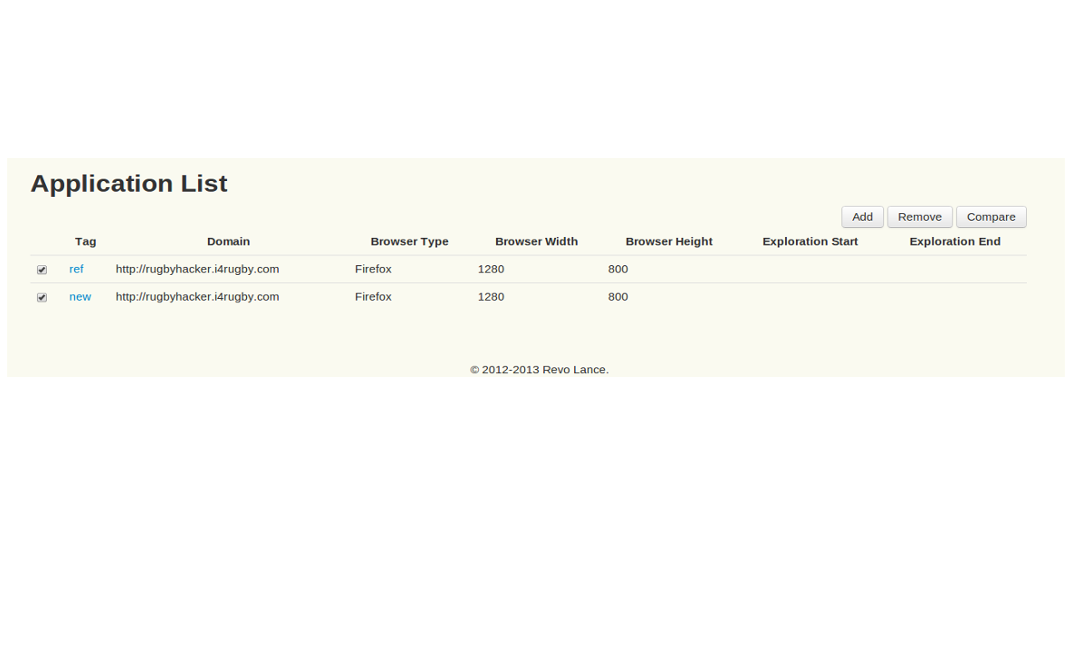 Application List
Add Remove Compare
Tag Domain Browser Type Browser Width Browser Height Exploration Start Exploration End
ref http://rugbyhacker.i4rugby.com Firefox 1280 800
new http://rugbyhacker.i4rugby.com Firefox 1280 800
© 2012-2013 Revo Lance.